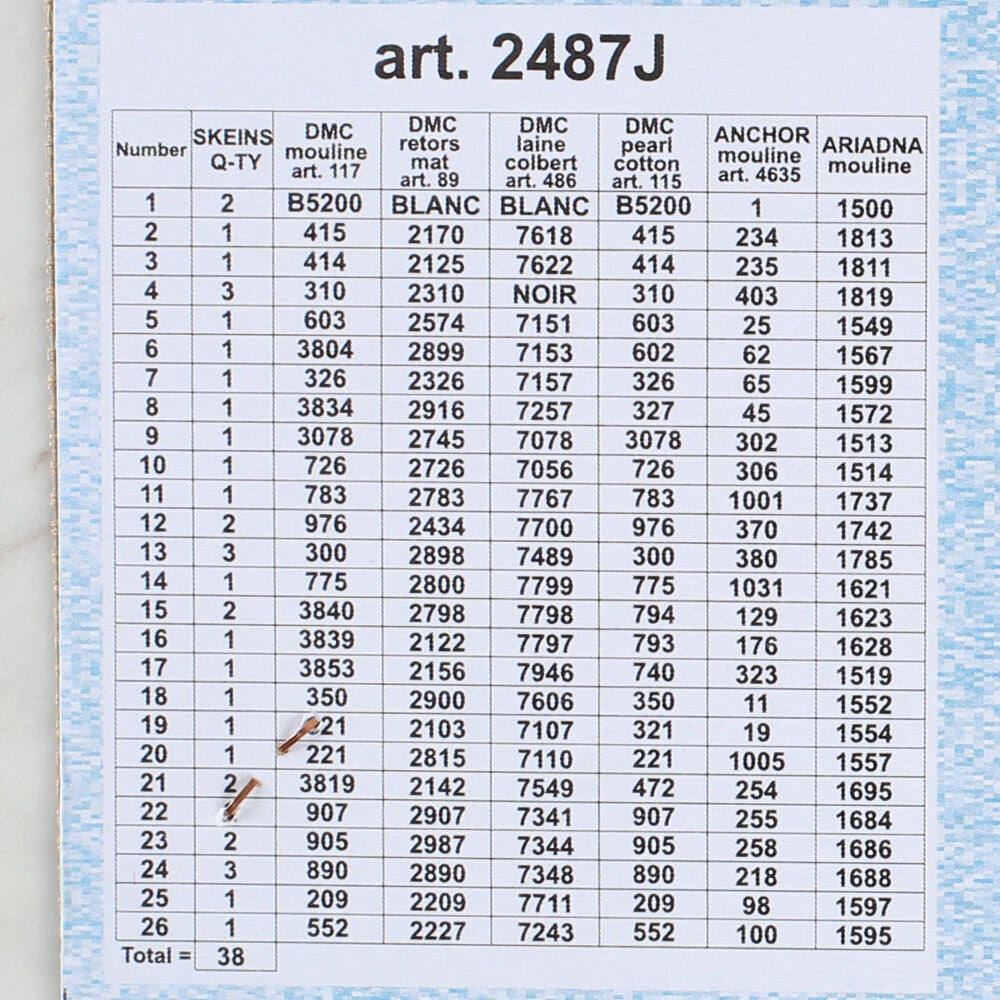 art. 2487J
Number SKEINS Q-TY DMC mouline art. 117 DMC retors mat art. 89 DMC laine colbert art. 486 DMC pearl cotton art. 115 ANCHOR mouline art. 4635 ARIADNA mouline
1 2 B5200 BLANC BLANC B5200 1 1500
2 1 415 2170 7618 415 234 1813
3 1 414 2125 7622 414 235 1811
4 3 310 2310 NOIR 310 403 1819
5 1 603 2574 7151 603 25 1549
6 1 3804 2899 7153 602 62 1567
7 1 326 2326 7157 326 65 1599
8 1 3834 2916 7257 327 45 1572
9 1 3078 2745 7078 3078 302 1513
10 1 726 2726 7056 726 306 1514
11 1 783 2783 7767 783 1001 1737
12 2 976 2434 7700 976 370 1742
13 3 300 2898 7489 300 380 1785
14 1 775 2800 7799 775 1031 1621
15 2 3840 2798 7798 794 129 1623
16 1 3839 2122 7797 793 176 1628
17 1 3853 2156 7946 740 323 1519
18 1 350 2900 7606 350 11 1552
19 1 2103 7107 321 19 1554
20 1 221 2815 7110 221 1005 1557
21 2 3819 2142 7549 472 254 1695
22 907 2907 7341 907 255 1684
23 2 905 2987 7344 905 258 1686
24 3 890 2890 7348 890 218 1688
25 1 209 2209 7711 209 98 1597
26 1 552 2227 7243 552 100 1595
Total = 38